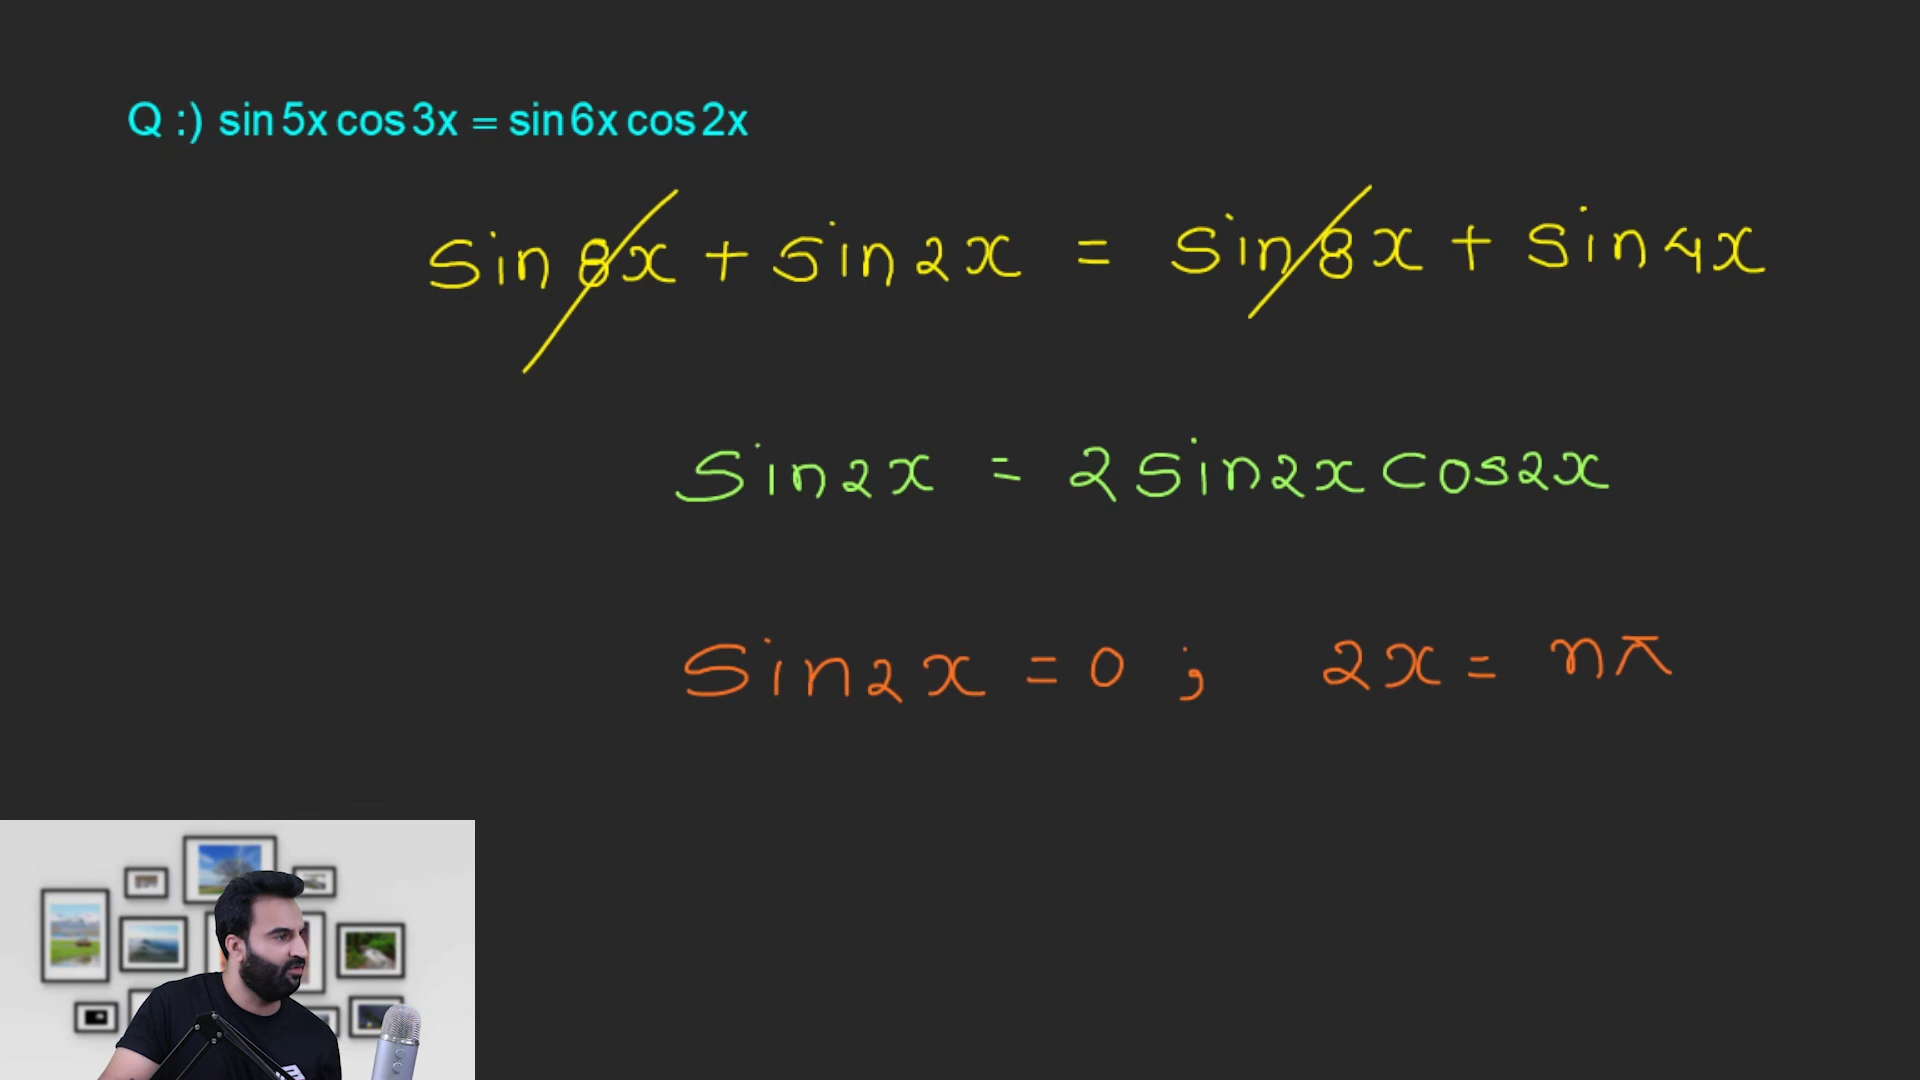 Q :) sin 5x cos 3x = sin 6x cos 2x
Sin 8x + Sin 2x = Sin 8x + Sin 4x
Sin 2x = 2 Sin 2x Cos 2x
Sin 2x = 0 ; 2x = nπ